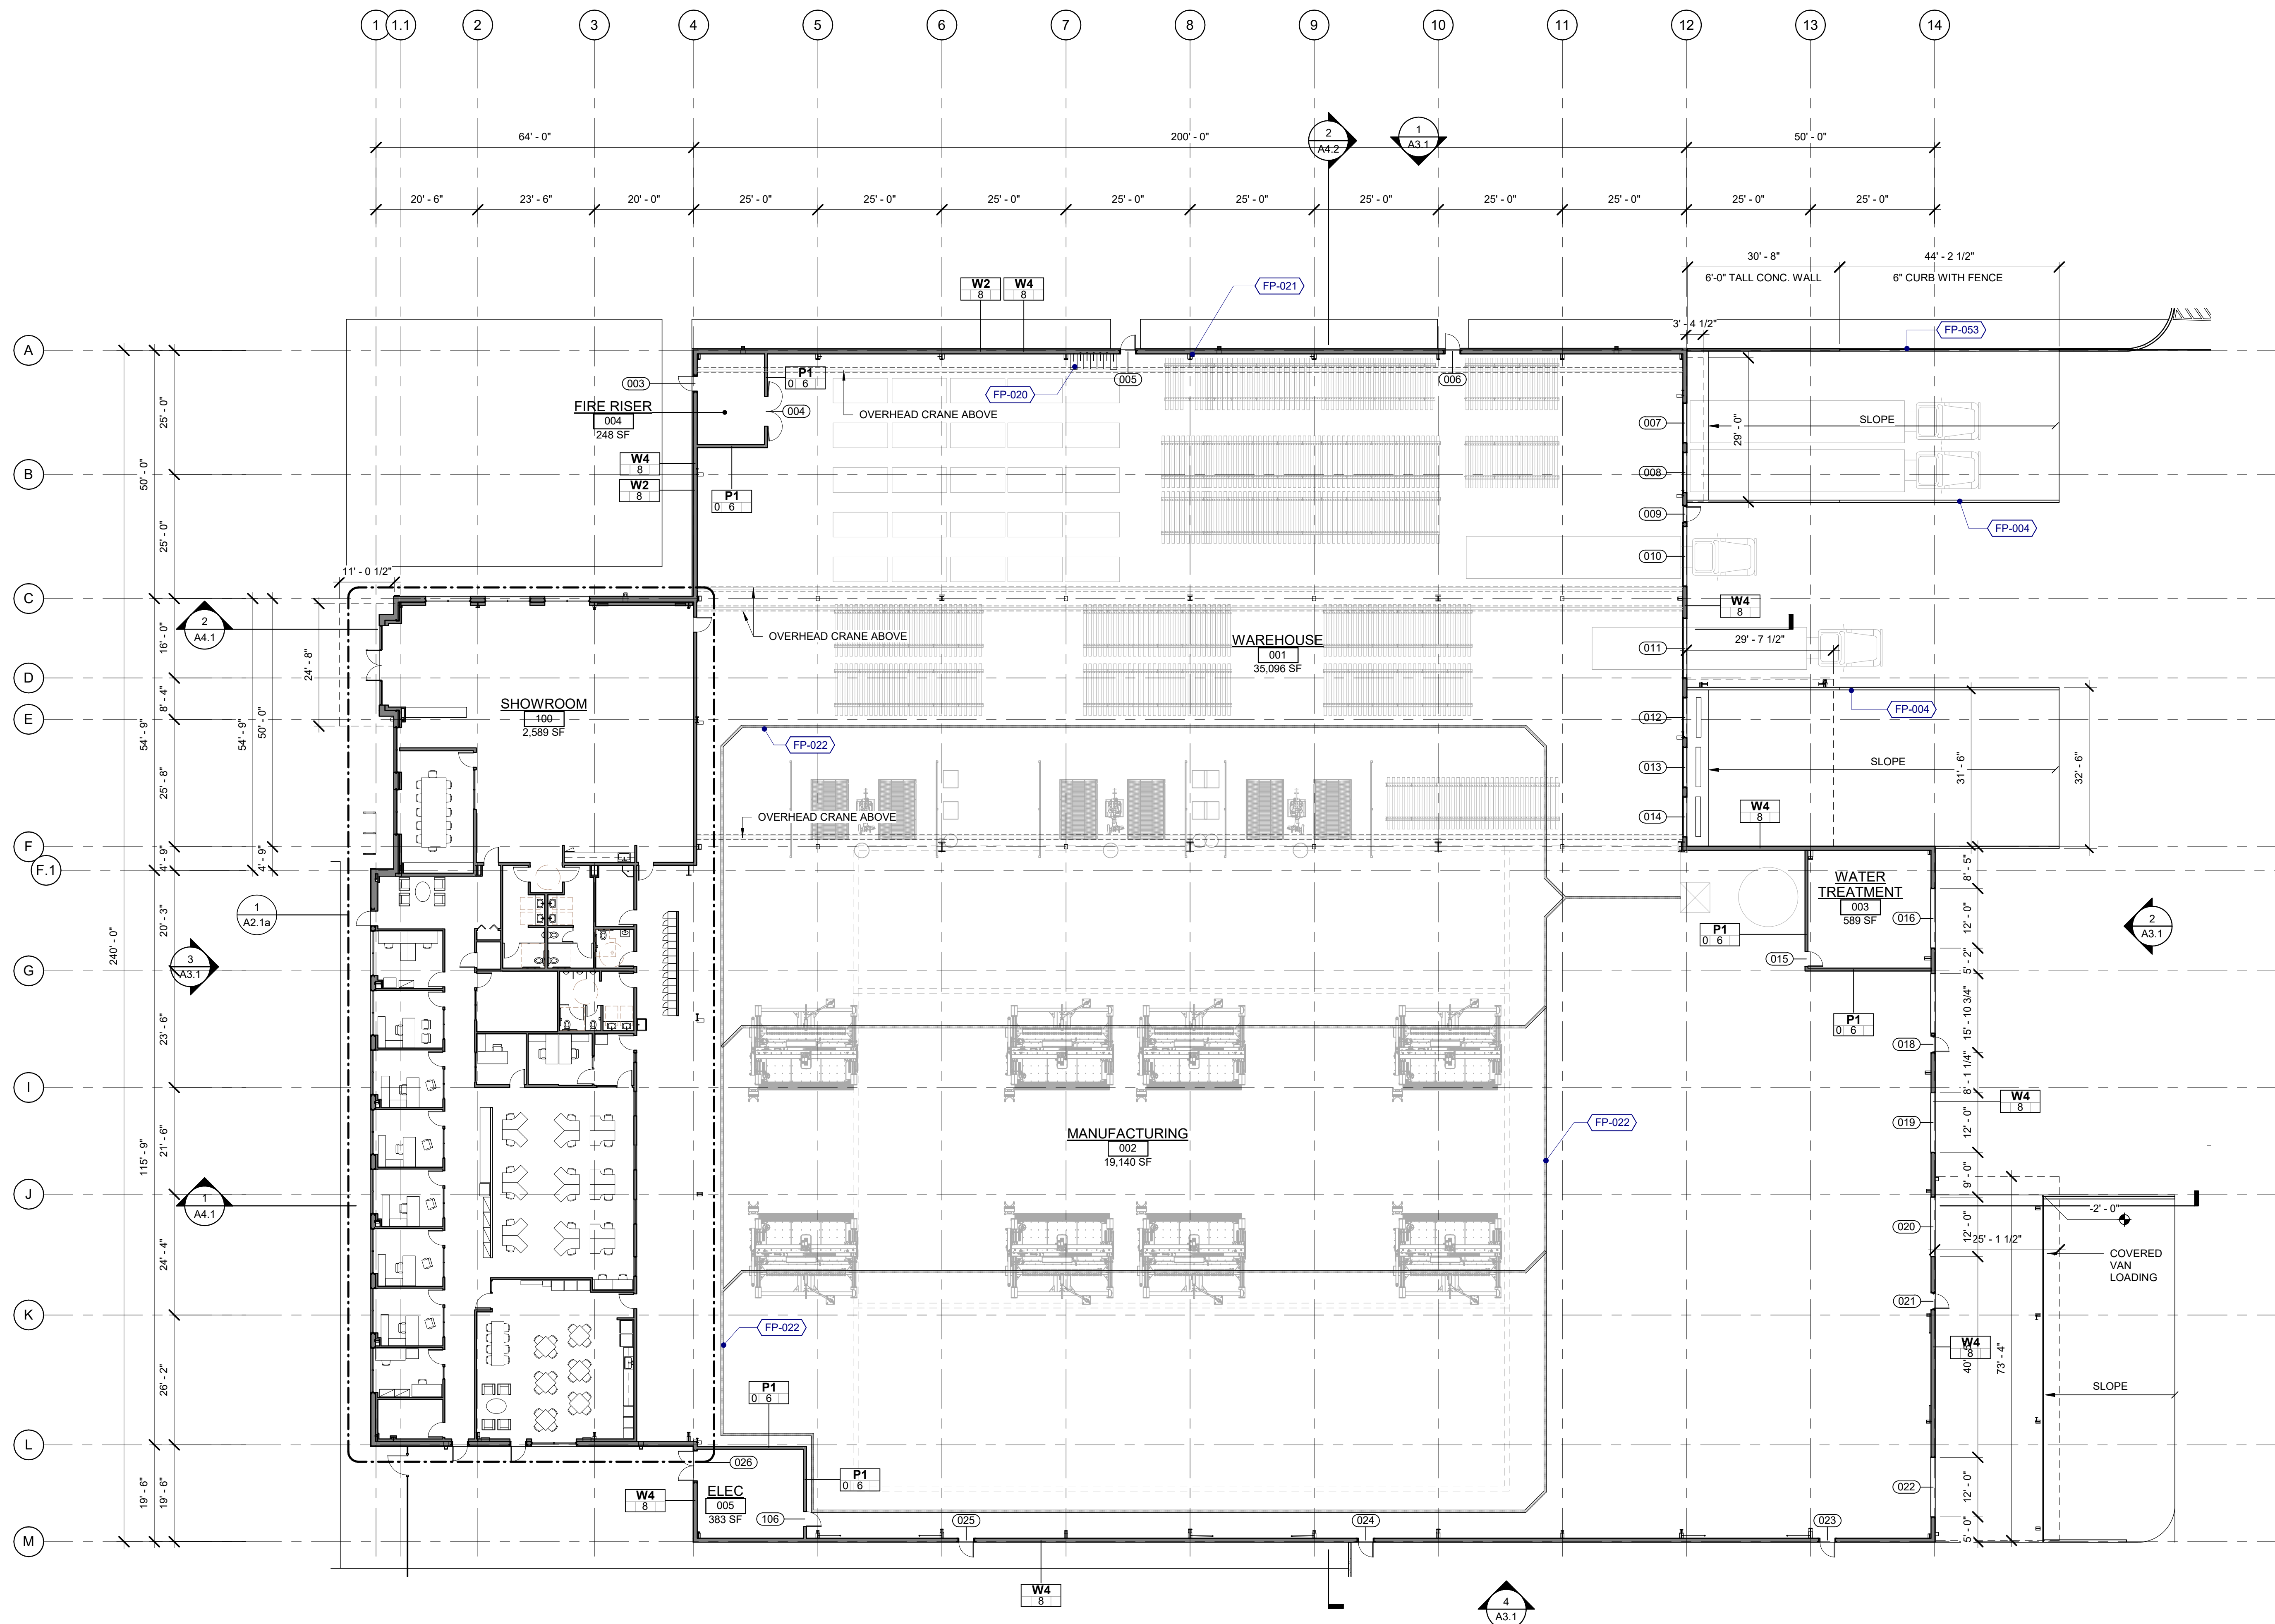 1
1.1
2
3
4
5
6
7
8
9
10
11
12
13
14
64' - 0"
200' - 0"
50' - 0"
2
A4.2
1
A3.1
20' - 6"
23' - 6"
20' - 0"
25' - 0"
25' - 0"
25' - 0"
25' - 0"
25' - 0"
25' - 0"
25' - 0"
25' - 0"
25' - 0"
25' - 0"
30' - 8"
44' - 2 1/2"
6'-0" TALL CONC. WALL
6" CURB WITH FENCE
W2
8
W4
8
FP-021
3' - 4 1/2"
FP-053
A
003
P1
0 6
FP-020
005
006
FIRE RISER
004
248 SF
004
OVERHEAD CRANE ABOVE
25' - 0"
007
29' - 0"
SLOPE
W4
8
B
50' - 0"
008
W2
8
P1
0 6
009
FP-004
25' - 0"
010
11' - 0 1/2"
C
2
A4.1
16' - 0"
OVERHEAD CRANE ABOVE
WAREHOUSE
001
35,096 SF
W4
8
29' - 7 1/2"
011
24' - 8"
D
8' - 4"
SHOWROOM
100
2,589 SF
E
54' - 9"
54' - 9"
50' - 0"
012
FP-004
FP-022
25' - 8"
013
SLOPE
31' - 6"
32' - 6"
OVERHEAD CRANE ABOVE
014
W4
8
F
F.1
4' - 9"
4' - 9"
8' - 5"
WATER
TREATMENT
003
589 SF
016
12' - 0"
1
A2.1a
20' - 3"
240' - 0"
P1
0 6
2
A3.1
3
A3.1
G
015
5' - 2"
P1
0 6
15' - 10 3/4"
23' - 6"
018
I
8' - 1 1/4"
W4
8
FP-022
019
12' - 0"
MANUFACTURING
002
19,140 SF
115' - 9"
21' - 6"
9' - 0"
J
1
A4.1
-2' - 0"
020
12' - 0"
25' - 1 1/2"
COVERED
VAN
LOADING
24' - 4"
021
K
FP-022
W4
8
73' - 4"
26' - 2"
P1
0 6
SLOPE
L
026
P1
0 6
19' - 6"
19' - 6"
W4
8
ELEC
005
383 SF
106
022
12' - 0"
025
024
023
5' - 0"
M
W4
8
4
A3.1